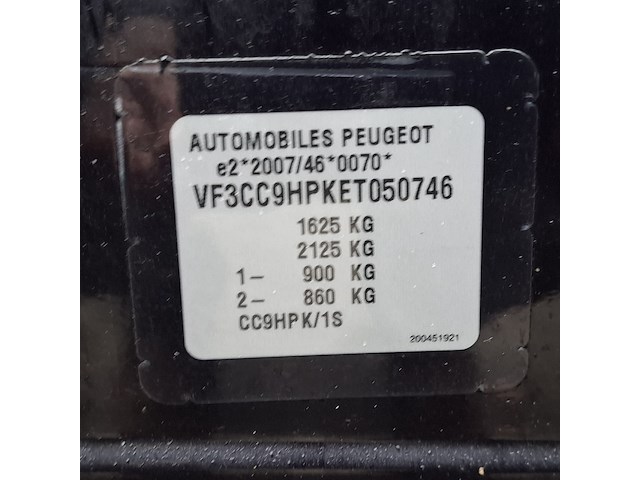 AUTOMOBILES PEUGEOT
e2*2007/46*0070*
VF3CC9HPKET050746
1625 KG
2125 KG
1- 900 KG
2- 860 KG
CC9HPK/1S
200451921